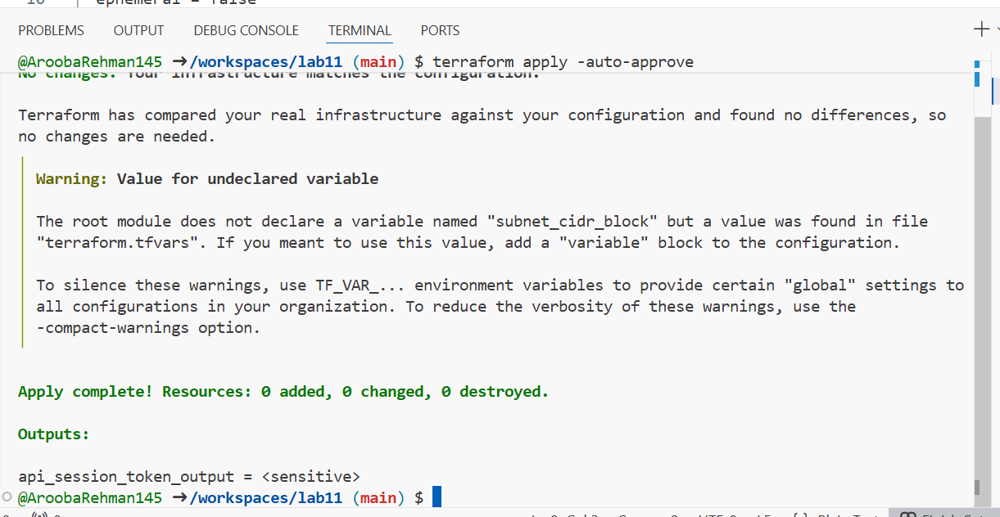 ephemeral = false
PROBLEMS OUTPUT DEBUG CONSOLE TERMINAL PORTS
@AroobaRehman145 ➜/workspaces/lab11 (main) $ terraform apply -auto-approve
No changes. Your infrastructure matches the configuration.
Terraform has compared your real infrastructure against your configuration and found no differences, so
no changes are needed.
Warning: Value for undeclared variable
The root module does not declare a variable named "subnet_cidr_block" but a value was found in file
"terraform.tfvars". If you meant to use this value, add a "variable" block to the configuration.
To silence these warnings, use TF_VAR_... environment variables to provide certain "global" settings to
all configurations in your organization. To reduce the verbosity of these warnings, use the
-compact-warnings option.
Apply complete! Resources: 0 added, 0 changed, 0 destroyed.
Outputs:
api_session_token_output = <sensitive>
@AroobaRehman145 ➜/workspaces/lab11 (main) $